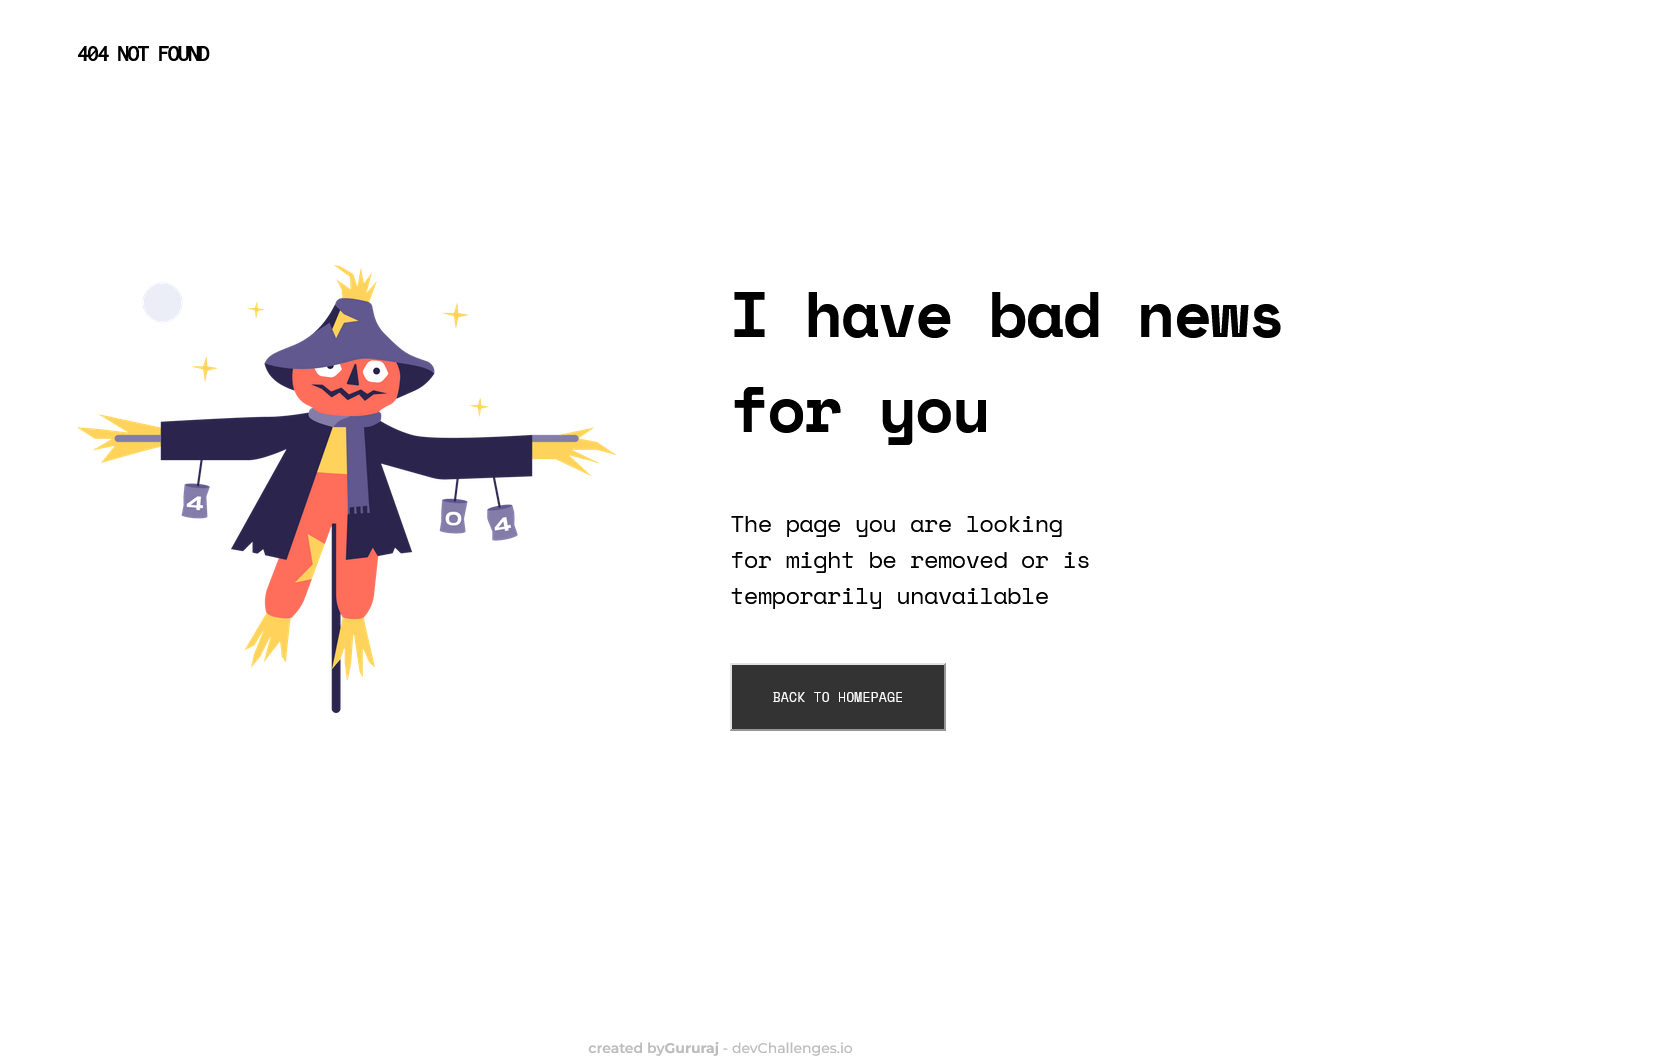 404 NOT FOUND
I have bad news
for you
4
0
4
The page you are looking
for might be removed or is
temporarily unavailable
BACK TO HOMEPAGE
created byGururaj - devChallenges.io